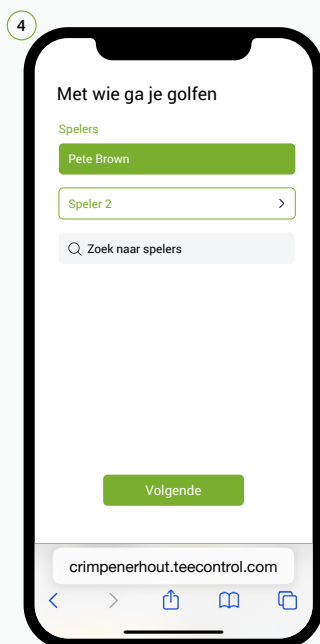 4
Met wie ga je golfen
Spelers
Pete Brown
Speler 2
Zoek naar spelers
Volgende
crimpenerhout.teecontrol.com